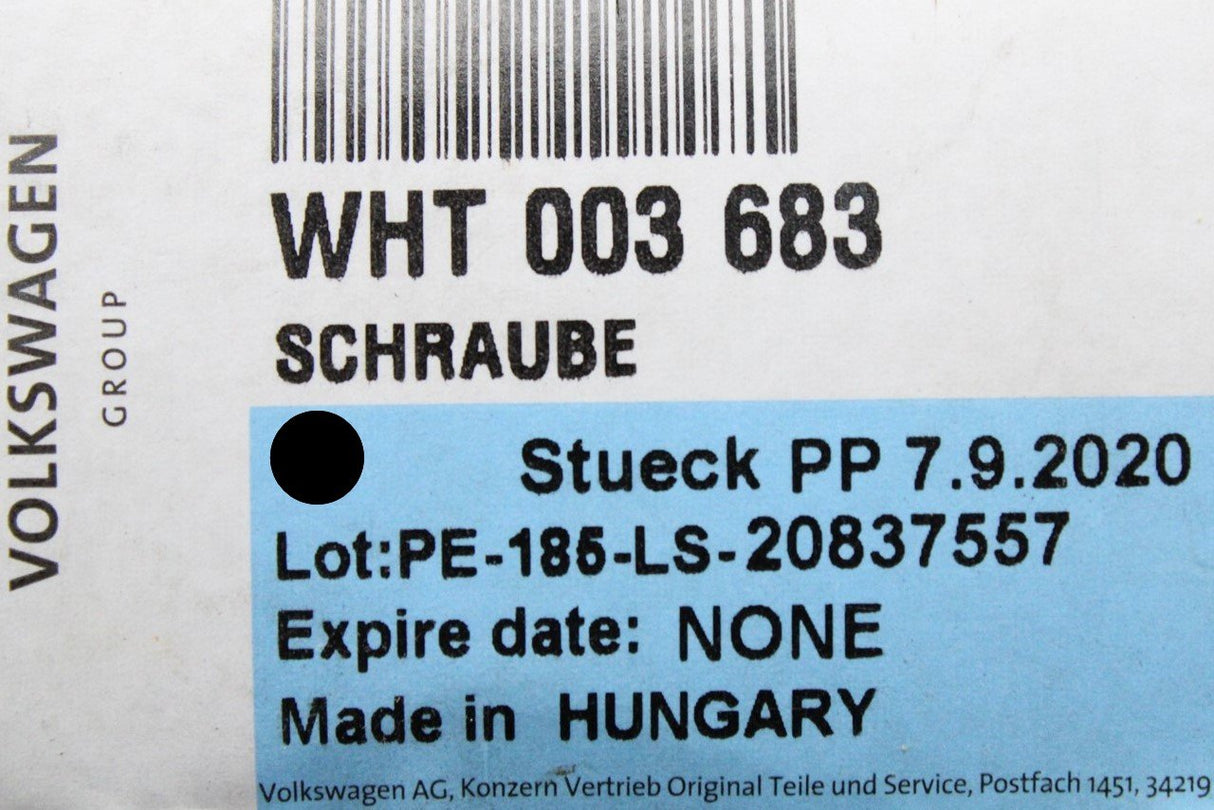 VOLKSWAGEN
GROUP
WHT 003 683
SCHRAUBE
Stueck PP 7.9.2020
Lot:PE-185-LS-20837557
Expire date: NONE
Made in HUNGARY
Volkswagen AG, Konzern Vertrieb Original Teile und Service, Postfach 1451, 34219